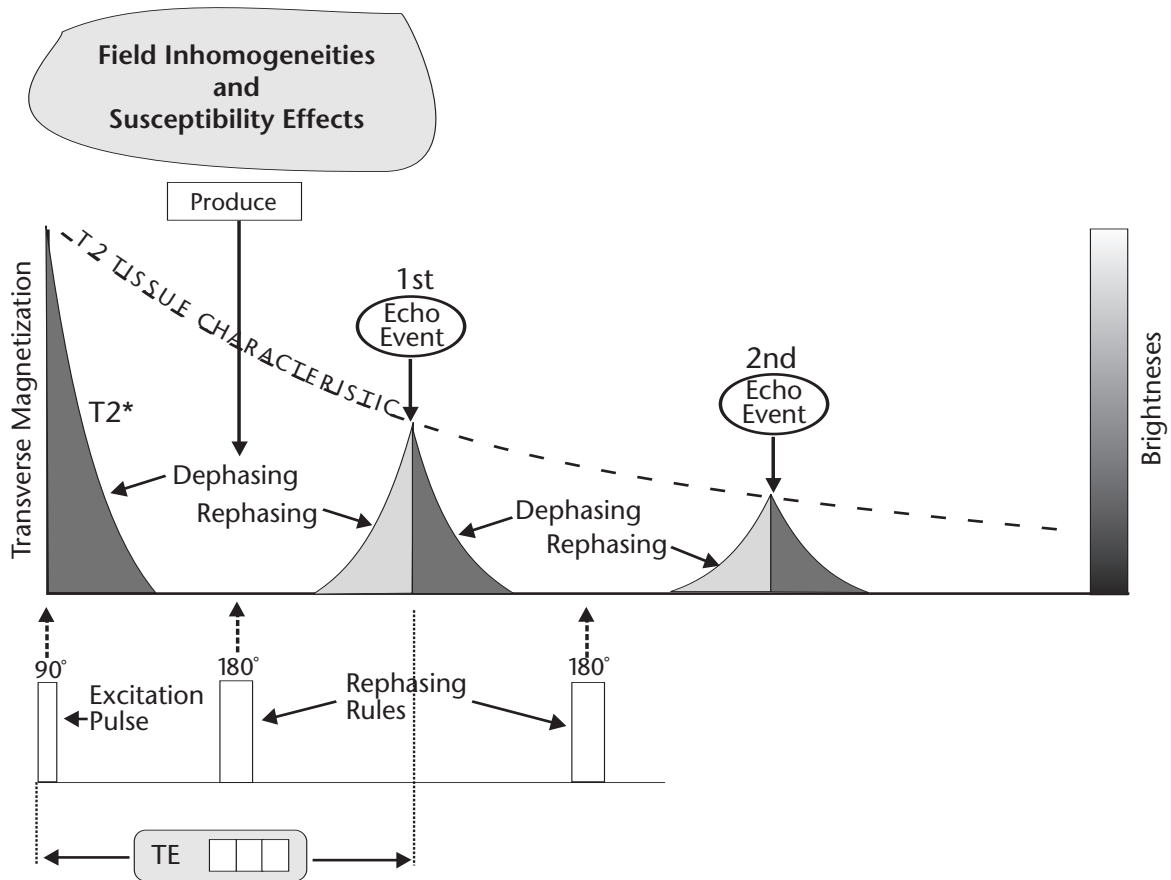 Field Inhomogeneities
and
Susceptibility Effects
Produce
T2 TISSUE CHARACTERISTIC
Transverse Magnetization
T2*
1st
Echo
Event
2nd
Echo
Event
Brightneses
Dephasing
Rephasing
Dephasing
Rephasing
90°
180°
180°
Excitation
Pulse
Rephasing
Rules
TE